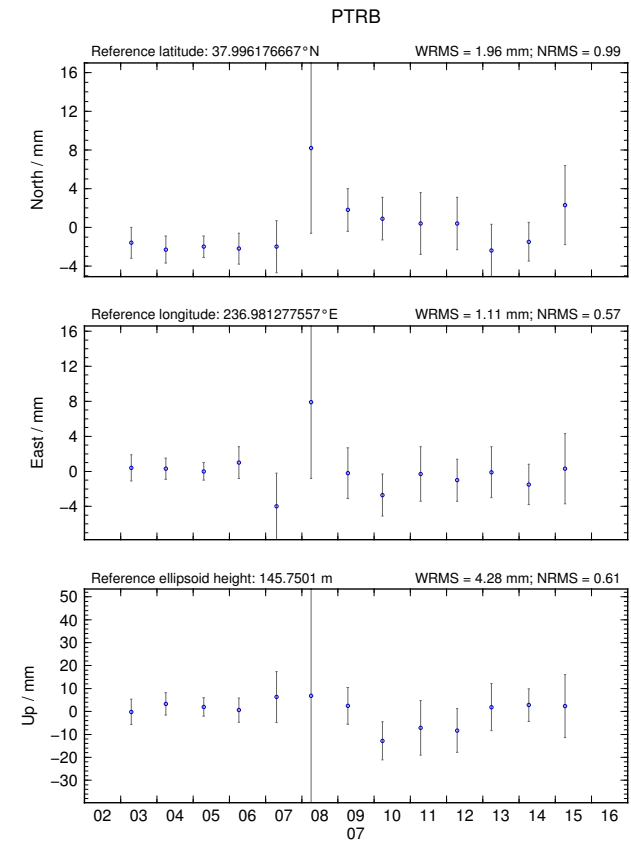 PTRB
Reference latitude: 37.996176667°N WRMS = 1.96 mm; NRMS = 0.99
16
12
8
4
0
−4
North / mm
Reference longitude: 236.981277557°E WRMS = 1.11 mm; NRMS = 0.57
16
12
8
4
0
−4
East / mm
Reference ellipsoid height: 145.7501 m WRMS = 4.28 mm; NRMS = 0.61
50
40
30
20
10
0
−10
−20
−30
Up / mm
02 03 04 05 06 07 08 09 10 11 12 13 14 15 16
07